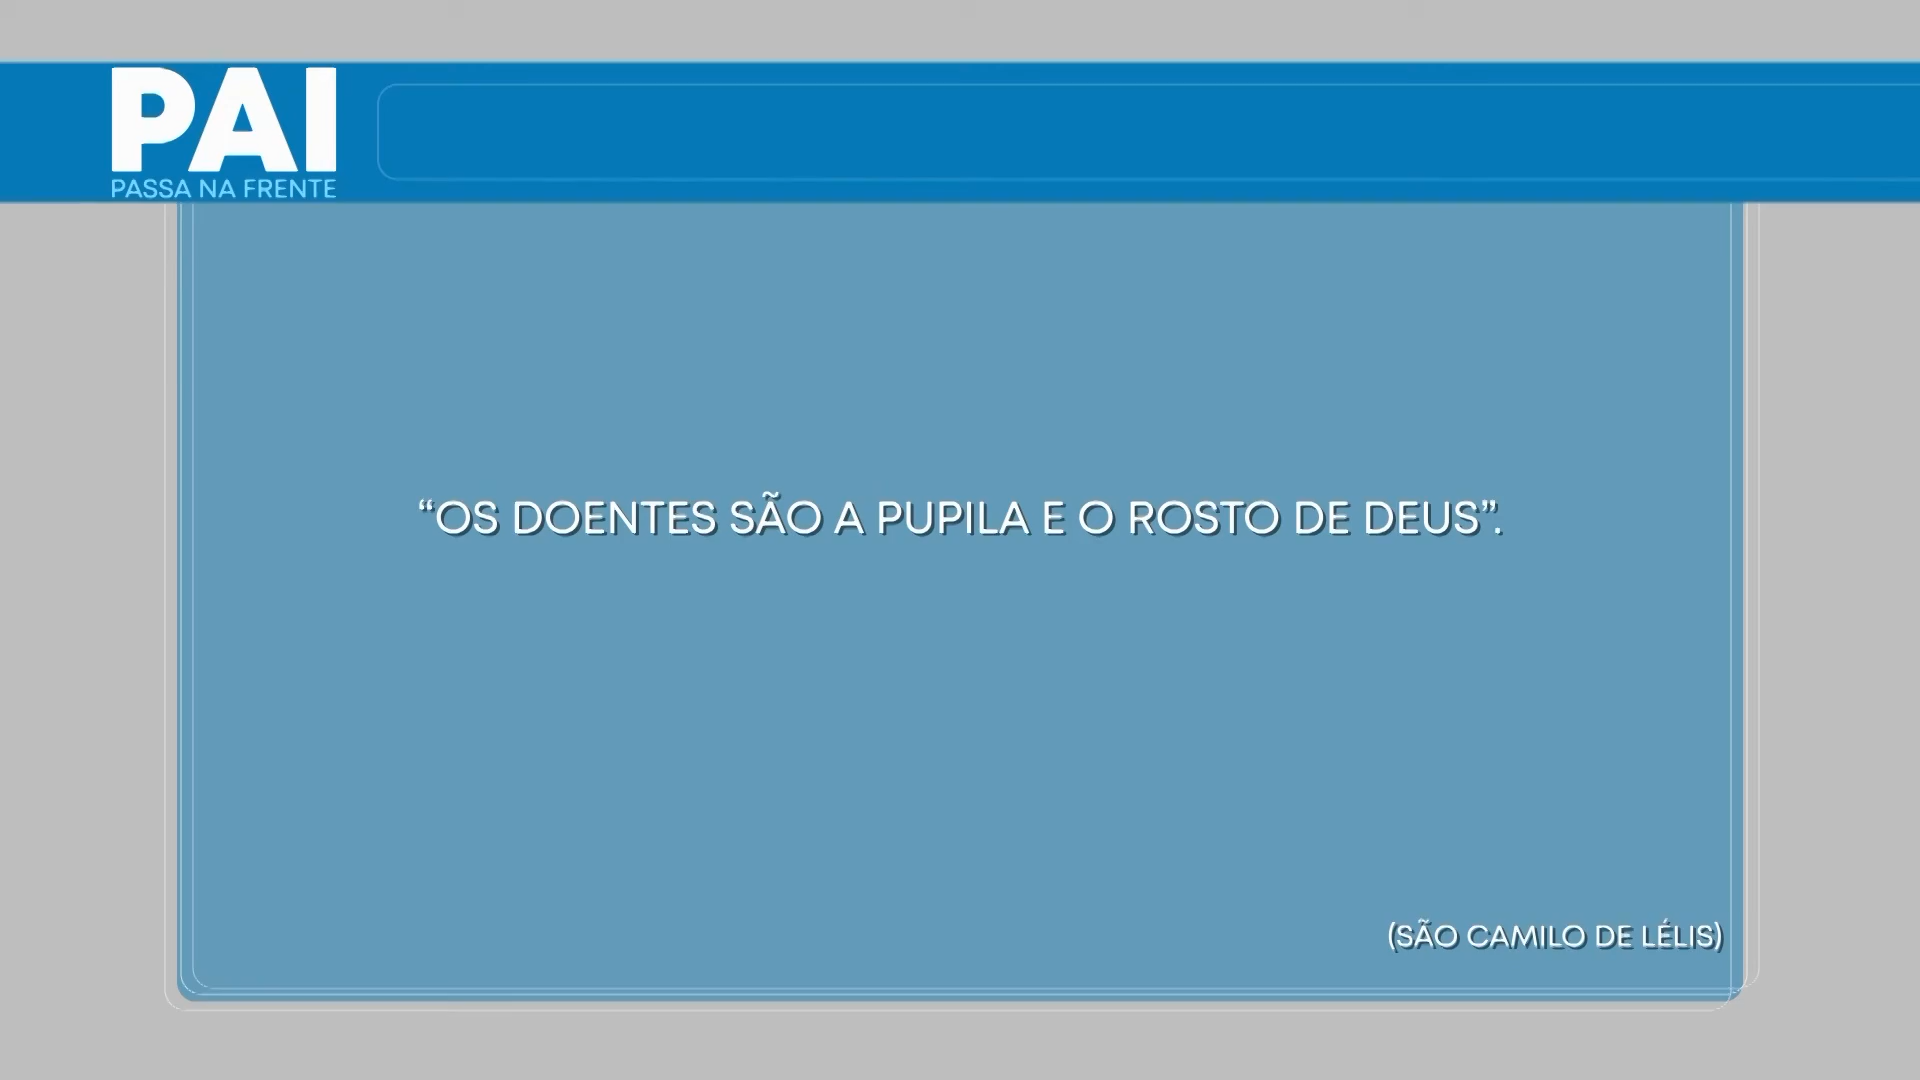 PAI
PASSA NA FRENTE
“OS DOENTES SÃO A PUPILA E O ROSTO DE DEUS”.
(SÃO CAMILO DE LÉLIS)